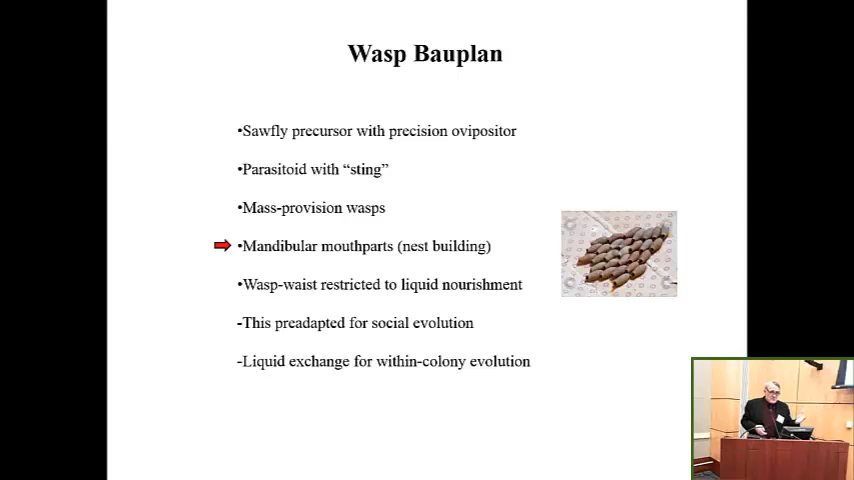 Wasp Bauplan
•Sawfly precursor with precision ovipositor
•Parasitoid with “sting”
•Mass-provision wasps
•Mandibular mouthparts (nest building)
•Wasp-waist restricted to liquid nourishment
-This preadapted for social evolution
-Liquid exchange for within-colony evolution